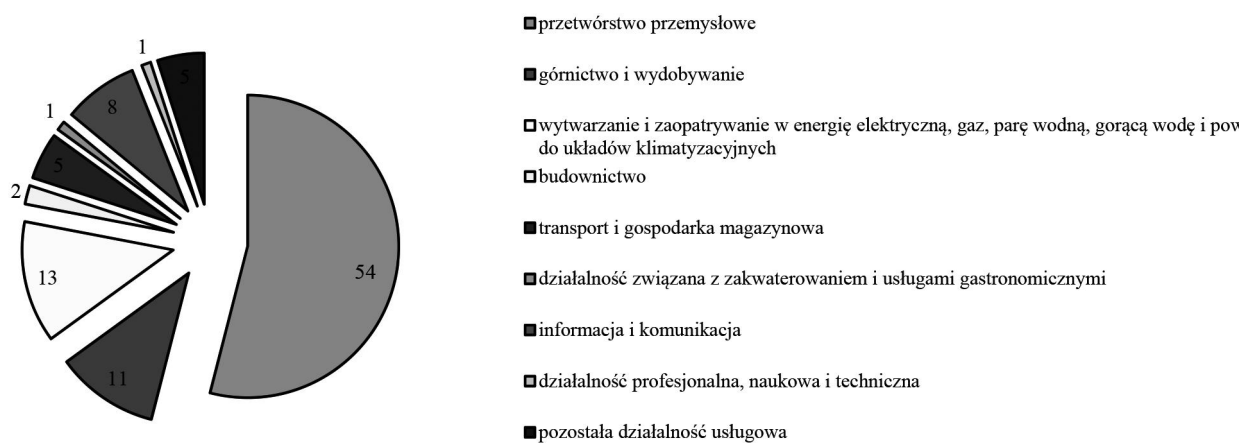 1
1
5
8
5
2
13
11
54
przetwórstwo przemysłowe
górnictwo i wydobywanie
wytwarzanie i zaopatrywanie w energię elektryczną, gaz, parę wodną, gorącą wodę i pow
do układów klimatyzacyjnych
budownictwo
transport i gospodarka magazynowa
działalność związana z zakwaterowaniem i usługami gastronomicznymi
informacja i komunikacja
działalność profesjonalna, naukowa i techniczna
pozostała działalność usługowa